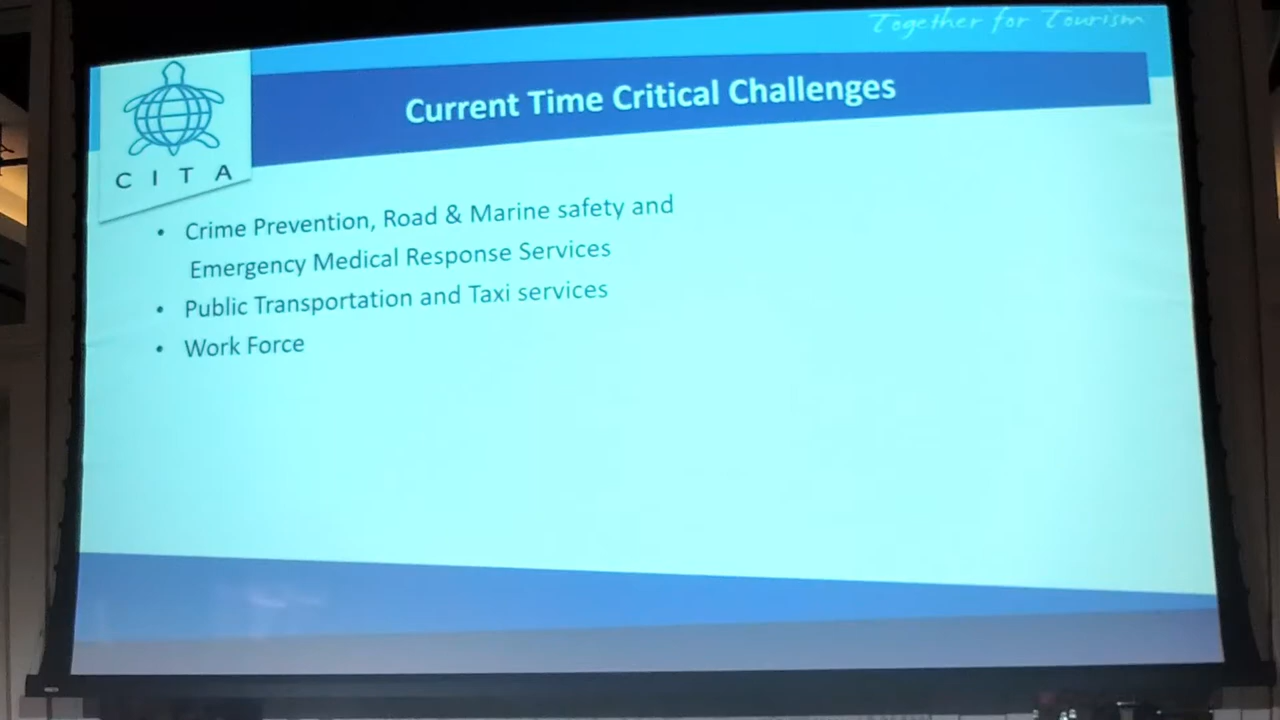 Together for Tourism
Current Time Critical Challenges
CITA
• Crime Prevention, Road & Marine safety and
Emergency Medical Response Services
• Public Transportation and Taxi services
• Work Force